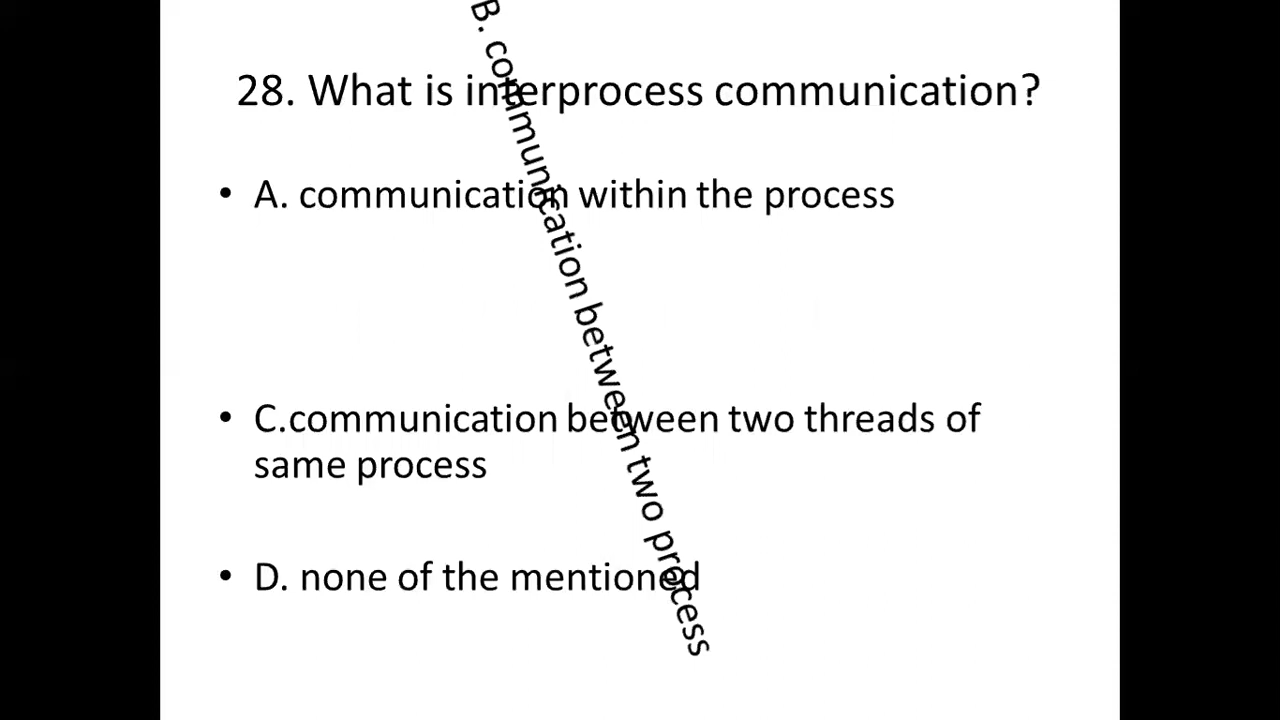 28. What is interprocess communication?
• A. communication within the process
B. communication between two process
• C.communication between two threads of
same process
• D. none of the mentioned